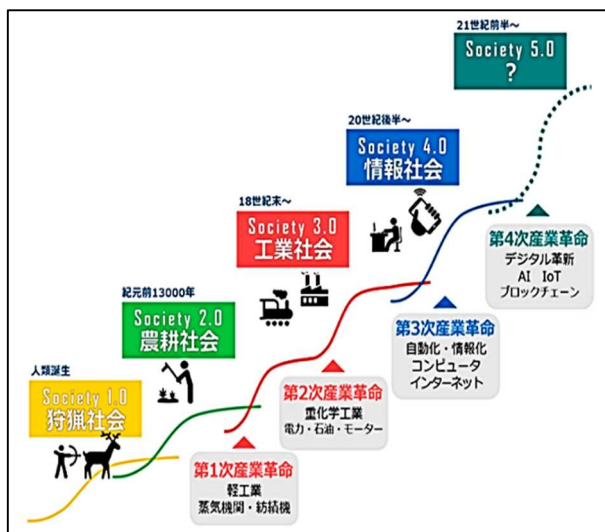 21世紀前半～
Society 5.0
?
20世紀後半～
Society 4.0
情報社会
18世紀末～
Society 3.0
工業社会
紀元前13000年
Society 2.0
農耕社会
人類誕生
Society 1.0
狩猟社会
第1次産業革命
軽工業
蒸気機関・紡績機
第2次産業革命
重化学工業
電力・石油・モーター
第3次産業革命
自動化・情報化
コンピュータ
インターネット
第4次産業革命
デジタル革新
AI IoT
ブロックチェーン